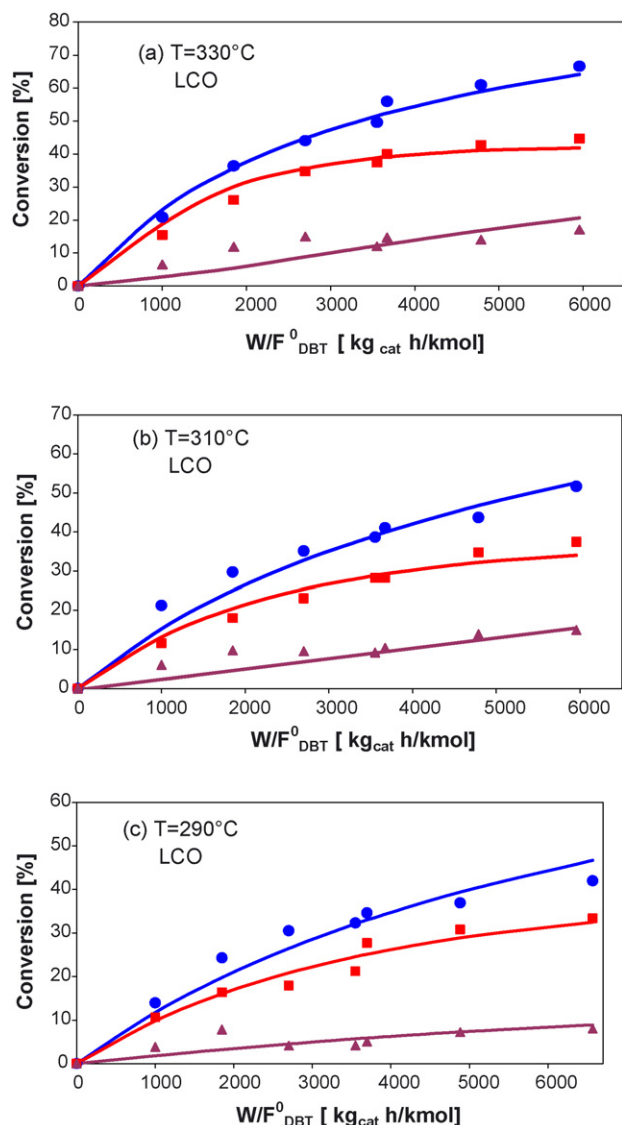 80
70
60
50
40
30
20
10
0
Conversion [%]
(a) T=330°C
LCO
0 1000 2000 3000 4000 5000 6000
W/F⁰DBT [ kg cat h/kmol]
70
60
50
40
30
20
10
0
Conversion [%]
(b) T=310°C
LCO
0 1000 2000 3000 4000 5000 6000
W/F⁰DBT [ kgcat h/kmol]
60
50
40
30
20
10
0
Conversion [%]
(c) T=290°C
LCO
0 1000 2000 3000 4000 5000 6000
W/F⁰DBT [ kgcat h/kmol]